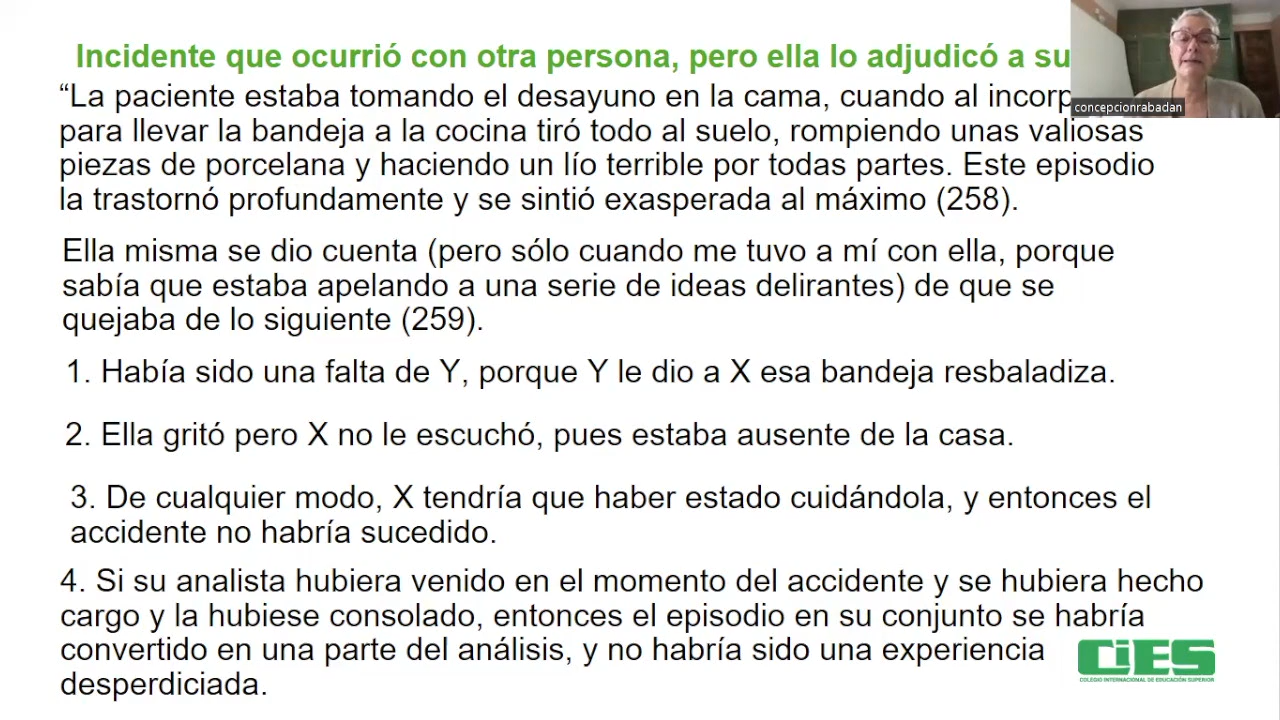 Incidente que ocurrió con otra persona, pero ella lo adjudicó a su
concepcionrabadan
“La paciente estaba tomando el desayuno en la cama, cuando al incorp
para llevar la bandeja a la cocina tiró todo al suelo, rompiendo unas valiosas
piezas de porcelana y haciendo un lío terrible por todas partes. Este episodio
la trastornó profundamente y se sintió exasperada al máximo (258).
Ella misma se dio cuenta (pero sólo cuando me tuvo a mí con ella, porque
sabía que estaba apelando a una serie de ideas delirantes) de que se
quejaba de lo siguiente (259).
1. Había sido una falta de Y, porque Y le dio a X esa bandeja resbaladiza.
2. Ella gritó pero X no le escuchó, pues estaba ausente de la casa.
3. De cualquier modo, X tendría que haber estado cuidándola, y entonces el
accidente no habría sucedido.
4. Si su analista hubiera venido en el momento del accidente y se hubiera hecho
cargo y la hubiese consolado, entonces el episodio en su conjunto se habría
convertido en una parte del análisis, y no habría sido una experiencia
desperdiciada.
CiES
COLEGIO INTERNACIONAL DE EDUCACIÓN SUPERIOR